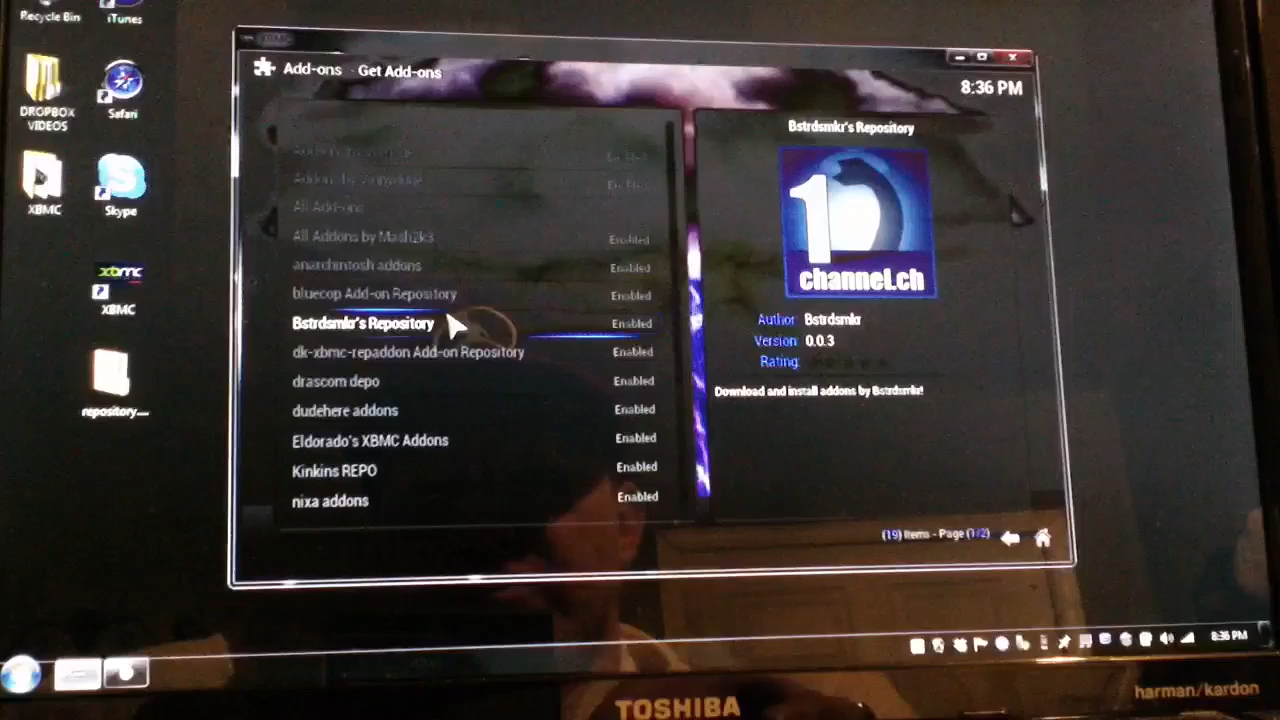 Recycle Bin
iTunes
DROPBOX
VIDEOS
Safari
XBMC
Skype
xbmc
XBMC
repository....
Add-ons - Get Add-ons
8:36 PM
All Add-ons
All Addons by Mash2k3 Enabled
anarchintosh addons Enabled
bluecop Add-on Repository Enabled
Bstrdsmkr's Repository Enabled
dk-xbmc-repaddon Add-on Repository Enabled
drascom depo Enabled
dudehere addons Enabled
Eldorado's XBMC Addons Enabled
Kinkins REPO Enabled
nixa addons Enabled
Bstrdsmkr's Repository
1
channel.ch
Author Bstrdsmkr
Version 0.0.3
Rating:
Download and install addons by Bstrdsmkr!
(19) Items - Page (1/2)
8:36 PM
TOSHIBA
harman/kardon